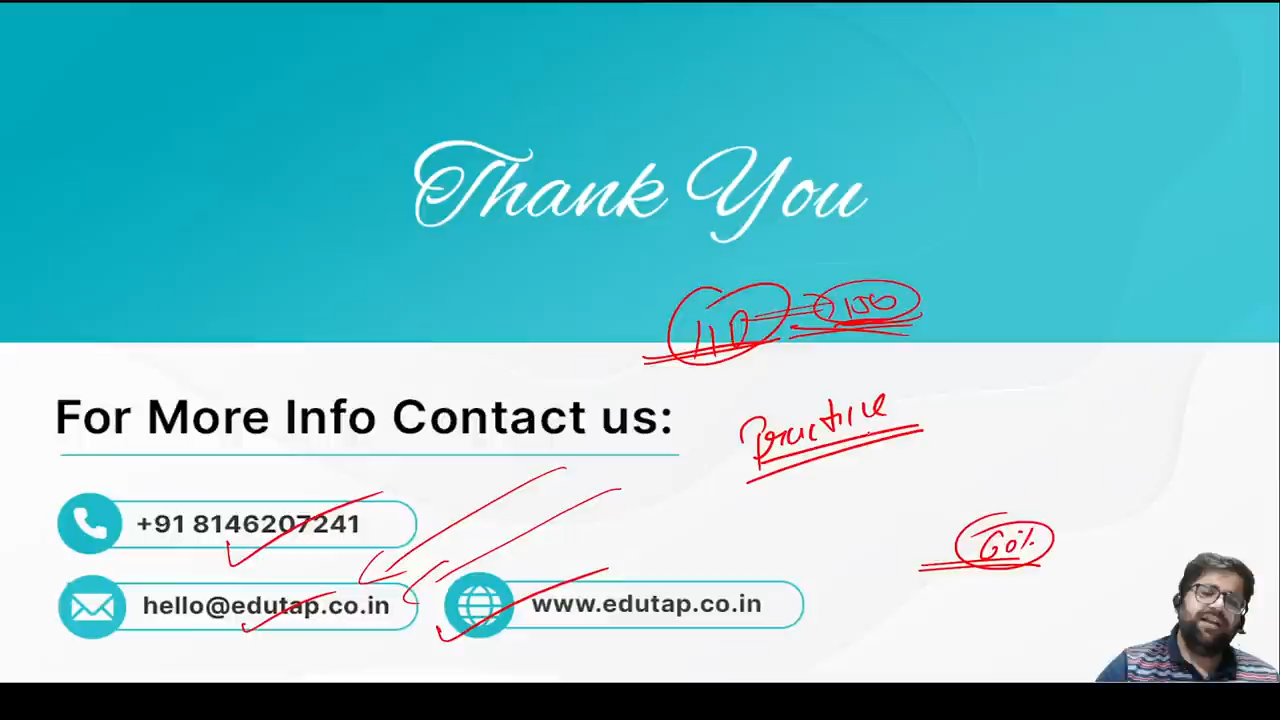 Thank You
110 = 100
For More Info Contact us:
Practice
+91 8146207241
60%
hello@edutap.co.in
www.edutap.co.in